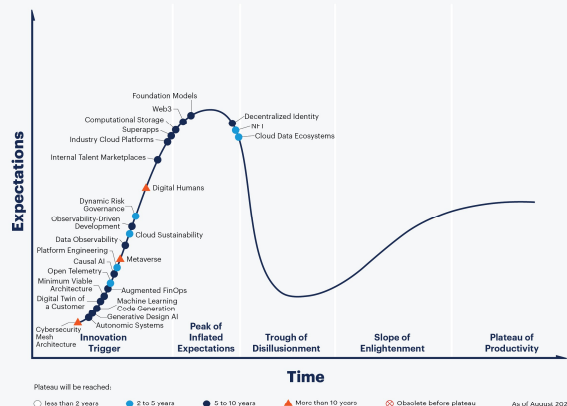 Expectations
Foundation Models
Web3
Computational Storage
Superapps
Industry Cloud Platforms
Internal Talent Marketplaces
Decentralized Identity
NFT
Cloud Data Ecosystems
Digital Humans
Dynamic Risk
Governance
Observability-Driven
Development
Cloud Sustainability
Data Observability
Platform Engineering
Metaverse
Causal AI
Open Telemetry
Minimum Viable
Architecture
Augmented FinOps
Digital Twin of
a Customer
Machine Learning
Code Generation
Generative Design AI
Autonomous Systems
Cybersecurity
Mesh
Architecture
Innovation
Trigger
Peak of
Inflated
Expectations
Trough of
Disillusionment
Slope of
Enlightenment
Plateau of
Productivity
Time
Plateau will be reached:
less than 2 years
2 to 5 years
5 to 10 years
More than 10 years
Obsolete before plateau
As of August